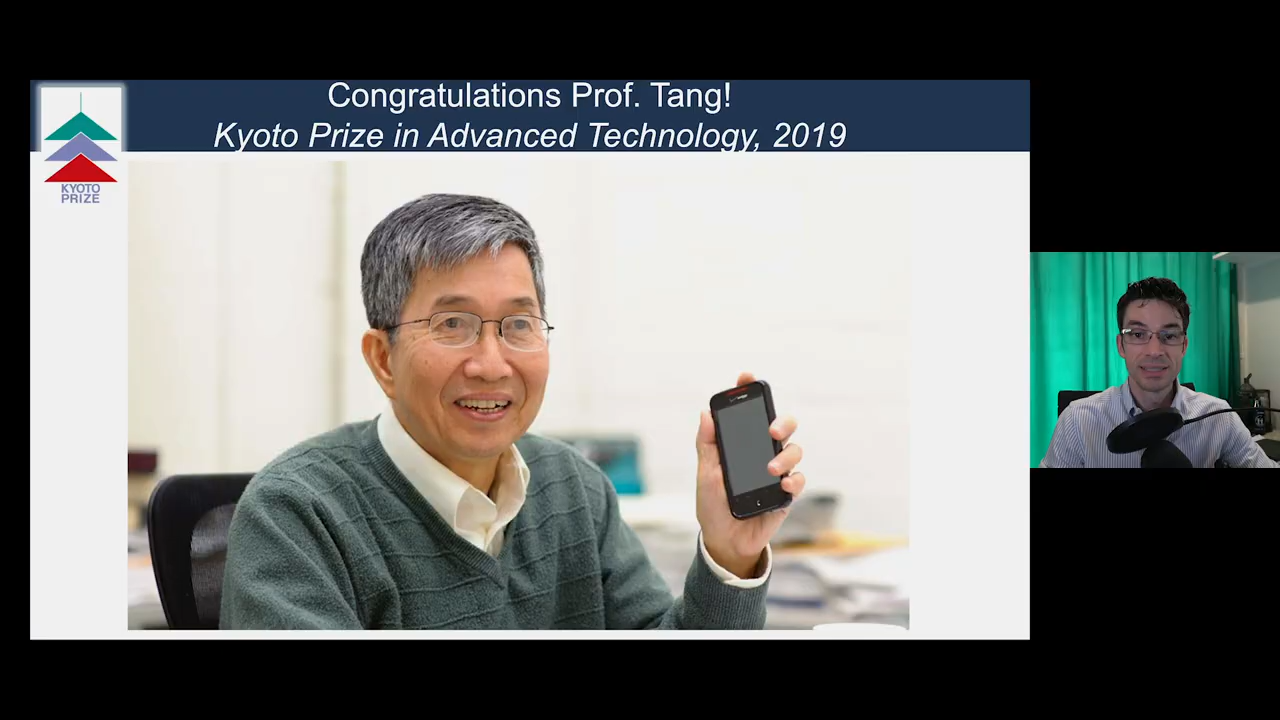 Congratulations Prof. Tang!
Kyoto Prize in Advanced Technology, 2019
KYOTO
PRIZE